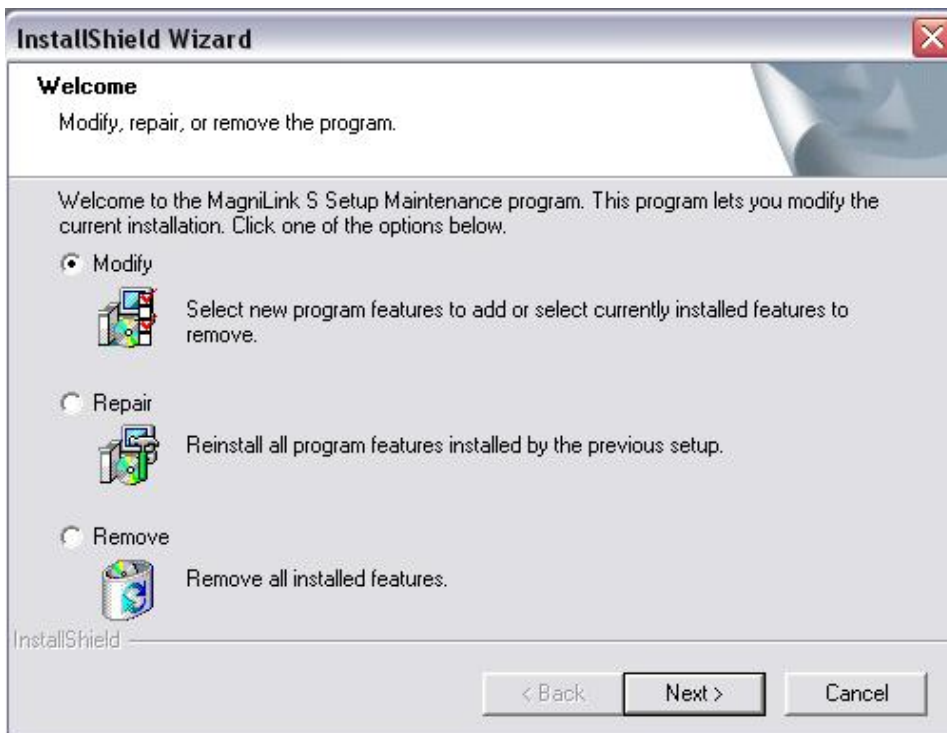 InstallShield Wizard
Welcome
Modify, repair, or remove the program.
Welcome to the MagniLink S Setup Maintenance program. This program lets you modify the
current installation. Click one of the options below.
Modify
Select new program features to add or select currently installed features to
remove.
Repair
Reinstall all program features installed by the previous setup.
Remove
Remove all installed features.
InstallShield
< Back
Next >
Cancel